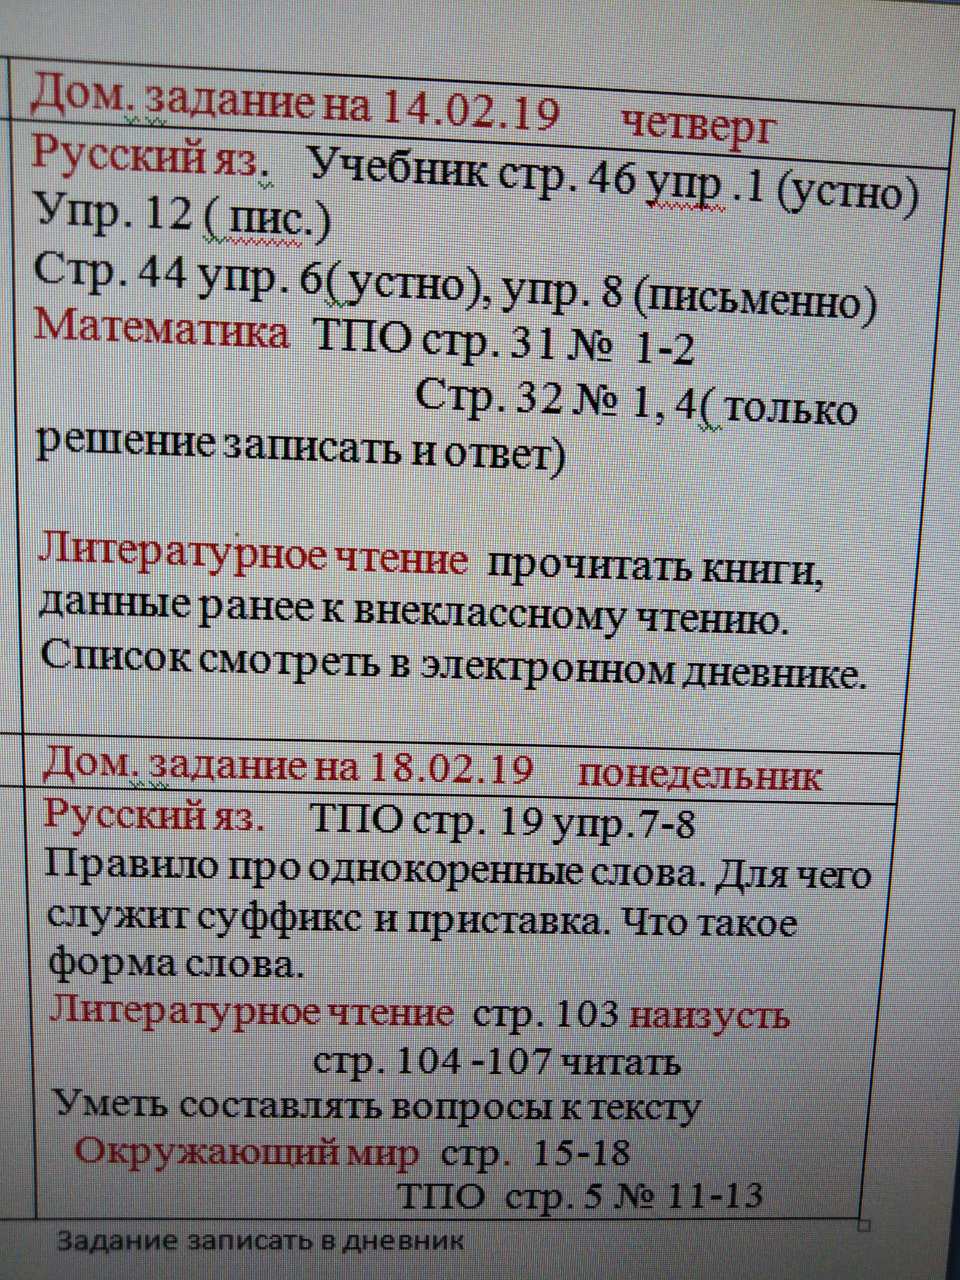 Дом. задание на 14.02.19 четверг
Русский яз. Учебник стр. 46 упр .1 (устно)
Упр. 12 ( пис.)
Стр. 44 упр. 6( устно), упр. 8 (письменно)
Математика ТПО стр. 31 № 1-2
Стр. 32 № 1, 4( только
решение записать и ответ)
Литературное чтение прочитать книги,
данные ранее к внеклассному чтению.
Список смотреть в электронном дневнике.
Дом. задание на 18.02.19 понедельник
Русский яз. ТПО стр. 19 упр.7-8
Правило про однокоренные слова. Для чего
служит суффикс и приставка. Что такое
форма слова.
Литературное чтение стр. 103 наизусть
стр. 104 -107 читать
Уметь составлять вопросы к тексту
Окружающий мир стр. 15-18
ТПО стр. 5 № 11-13
Задание записать в дневник